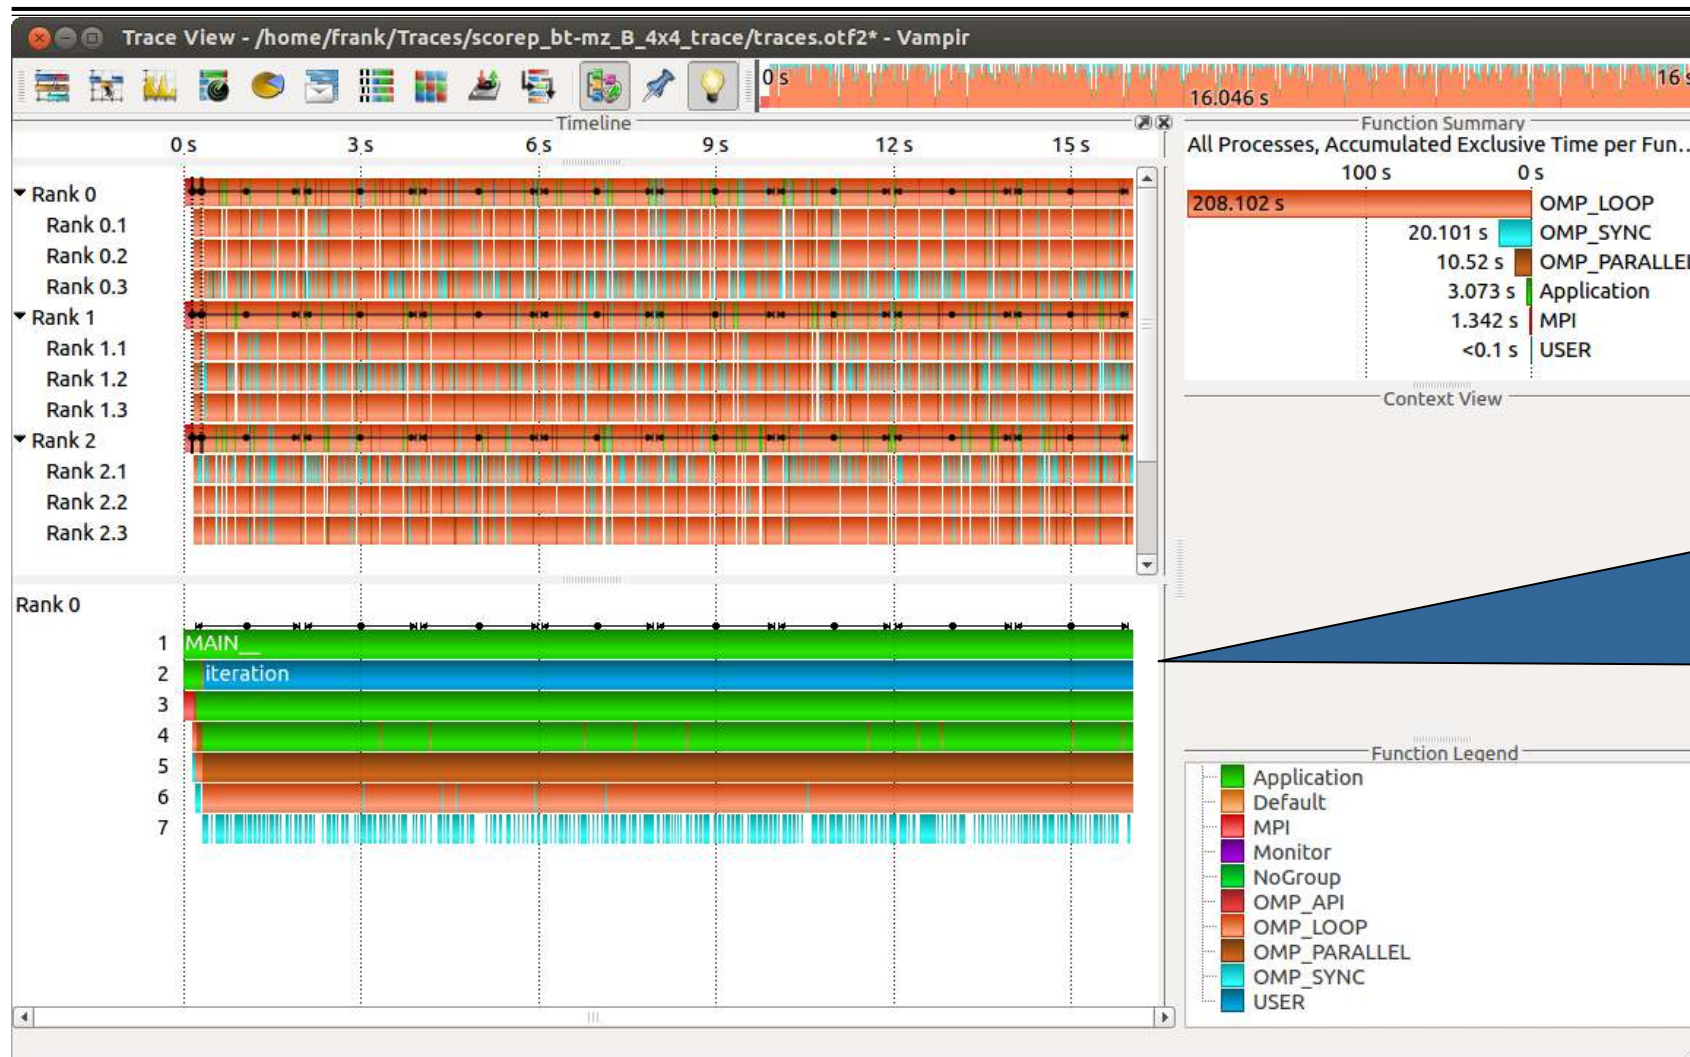 Trace View - /home/frank/Traces/scorep_bt-mz_B_4x4_trace/traces.otf2* - Vampir
0 s
16 s
16.046 s
Timeline
0 s 3 s 6 s 9 s 12 s 15 s
Rank 0
Rank 0.1
Rank 0.2
Rank 0.3
Rank 1
Rank 1.1
Rank 1.2
Rank 1.3
Rank 2
Rank 2.1
Rank 2.2
Rank 2.3
Rank 0
1 MAIN__
2 iteration
3
4
5
6
7
Function Summary
All Processes, Accumulated Exclusive Time per Fun...
100 s 0 s
208.102 s OMP_LOOP
20.101 s OMP_SYNC
10.52 s OMP_PARALLEL
3.073 s Application
1.342 s MPI
<0.1 s USER
Context View
Function Legend
Application
Default
MPI
Monitor
NoGroup
OMP_API
OMP_LOOP
OMP_PARALLEL
OMP_SYNC
USER